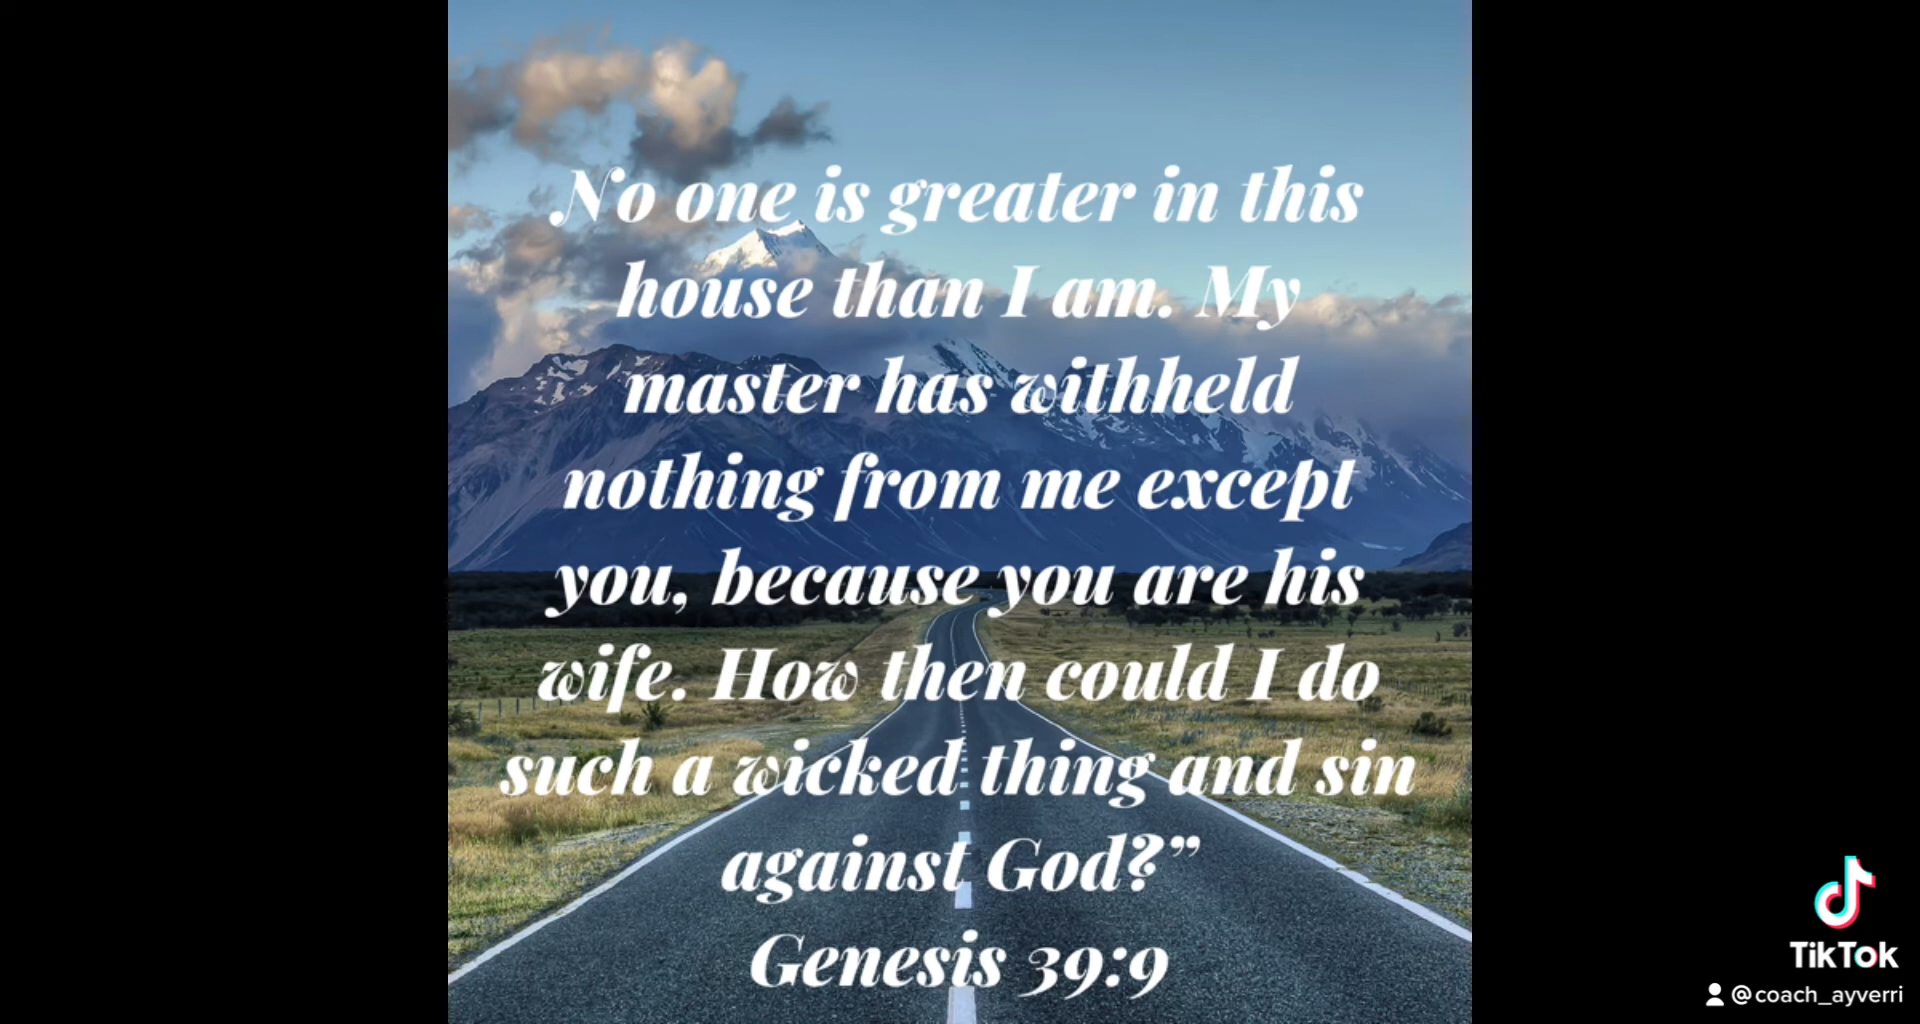 No one is greater in this
house than I am. My
master has withheld
nothing from me except
you, because you are his
wife. How then could I do
such a wicked thing and sin
against God?”
Genesis 39:9
TikTok
@coach_ayverri